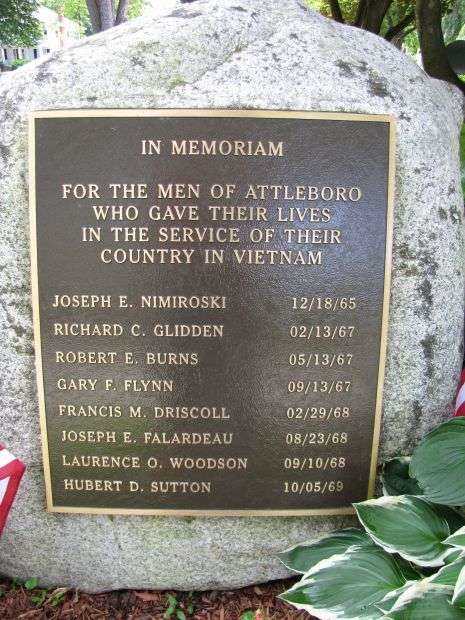 IN MEMORIAM
FOR THE MEN OF ATTLEBORO
WHO GAVE THEIR LIVES
IN THE SERVICE OF THEIR
COUNTRY IN VIETNAM
JOSEPH E. NIMIROSKI 12/18/65
RICHARD C. GLIDDEN 02/13/67
ROBERT E. BURNS 05/13/67
GARY F. FLYNN 09/13/67
FRANCIS M. DRISCOLL 02/29/68
JOSEPH E. FALARDEAU 08/23/68
LAURENCE O. WOODSON 09/10/68
HUBERT D. SUTTON 10/05/69